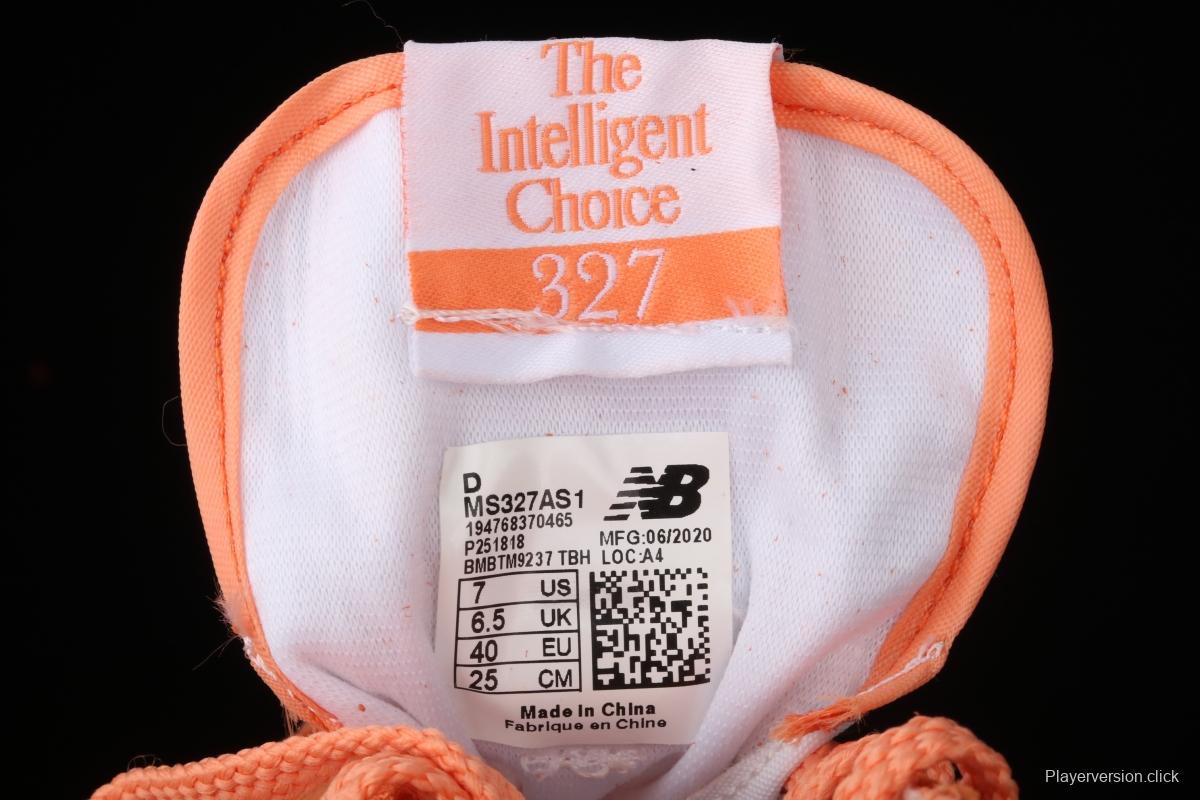 The
Intelligent
Choice
327
D
MS327AS1
NB
194768370465
P251818
MFG:06/2020
BMBTM9237 TBH LOC:A4
7 US
6.5 UK
40 EU
25 CM
Made in China
Fabrique en Chine
Playerversion.click